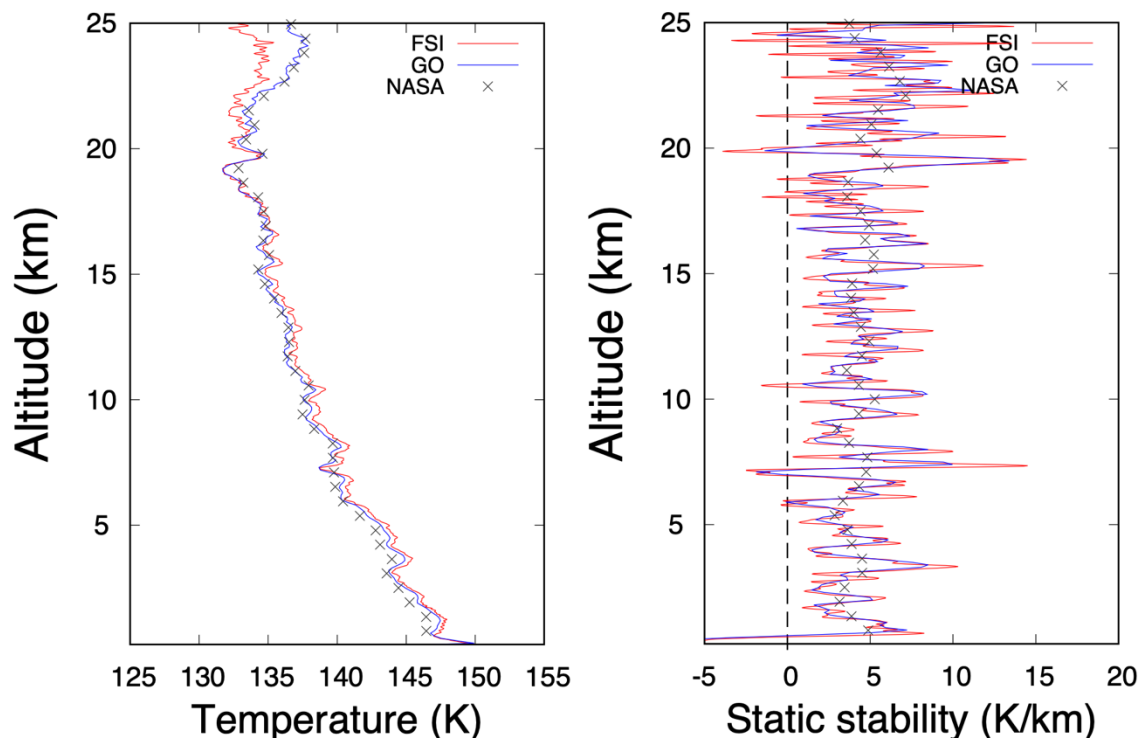 25
20
15
10
5
Altitude (km)
FSI
GO
NASA
125 130 135 140 145 150 155
Temperature (K)
25
20
15
10
5
Altitude (km)
FSI
GO
NASA
-5 0 5 10 15 20
Static stability (K/km)